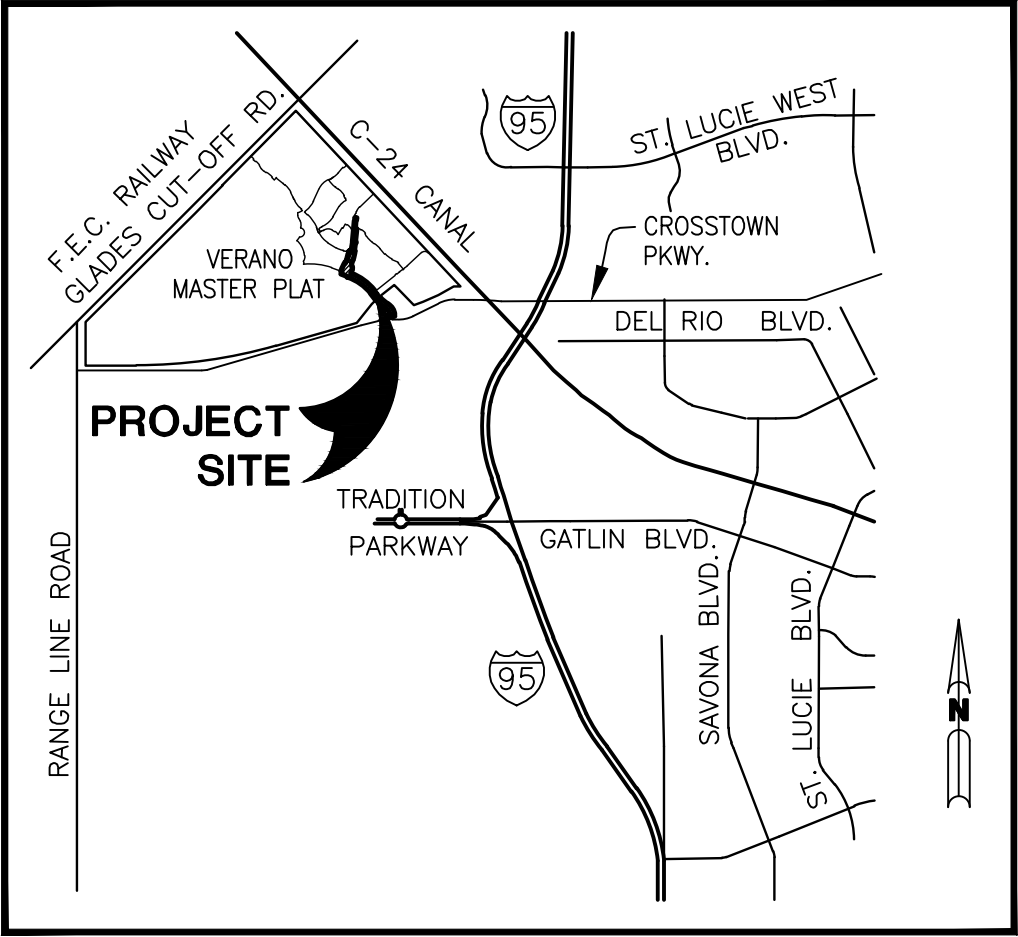 F.E.C. RAILWAY
GLADES CUT-OFF RD.
C-24 CANAL
95
ST. LUCIE WEST
BLVD.
CROSSTOWN
PKWY.
VERANO
MASTER PLAT
DEL RIO BLVD.
PROJECT
SITE
TRADITION
PARKWAY
GATLIN BLVD.
RANGE LINE ROAD
95
SAVONA BLVD.
ST. LUCIE BLVD.
N